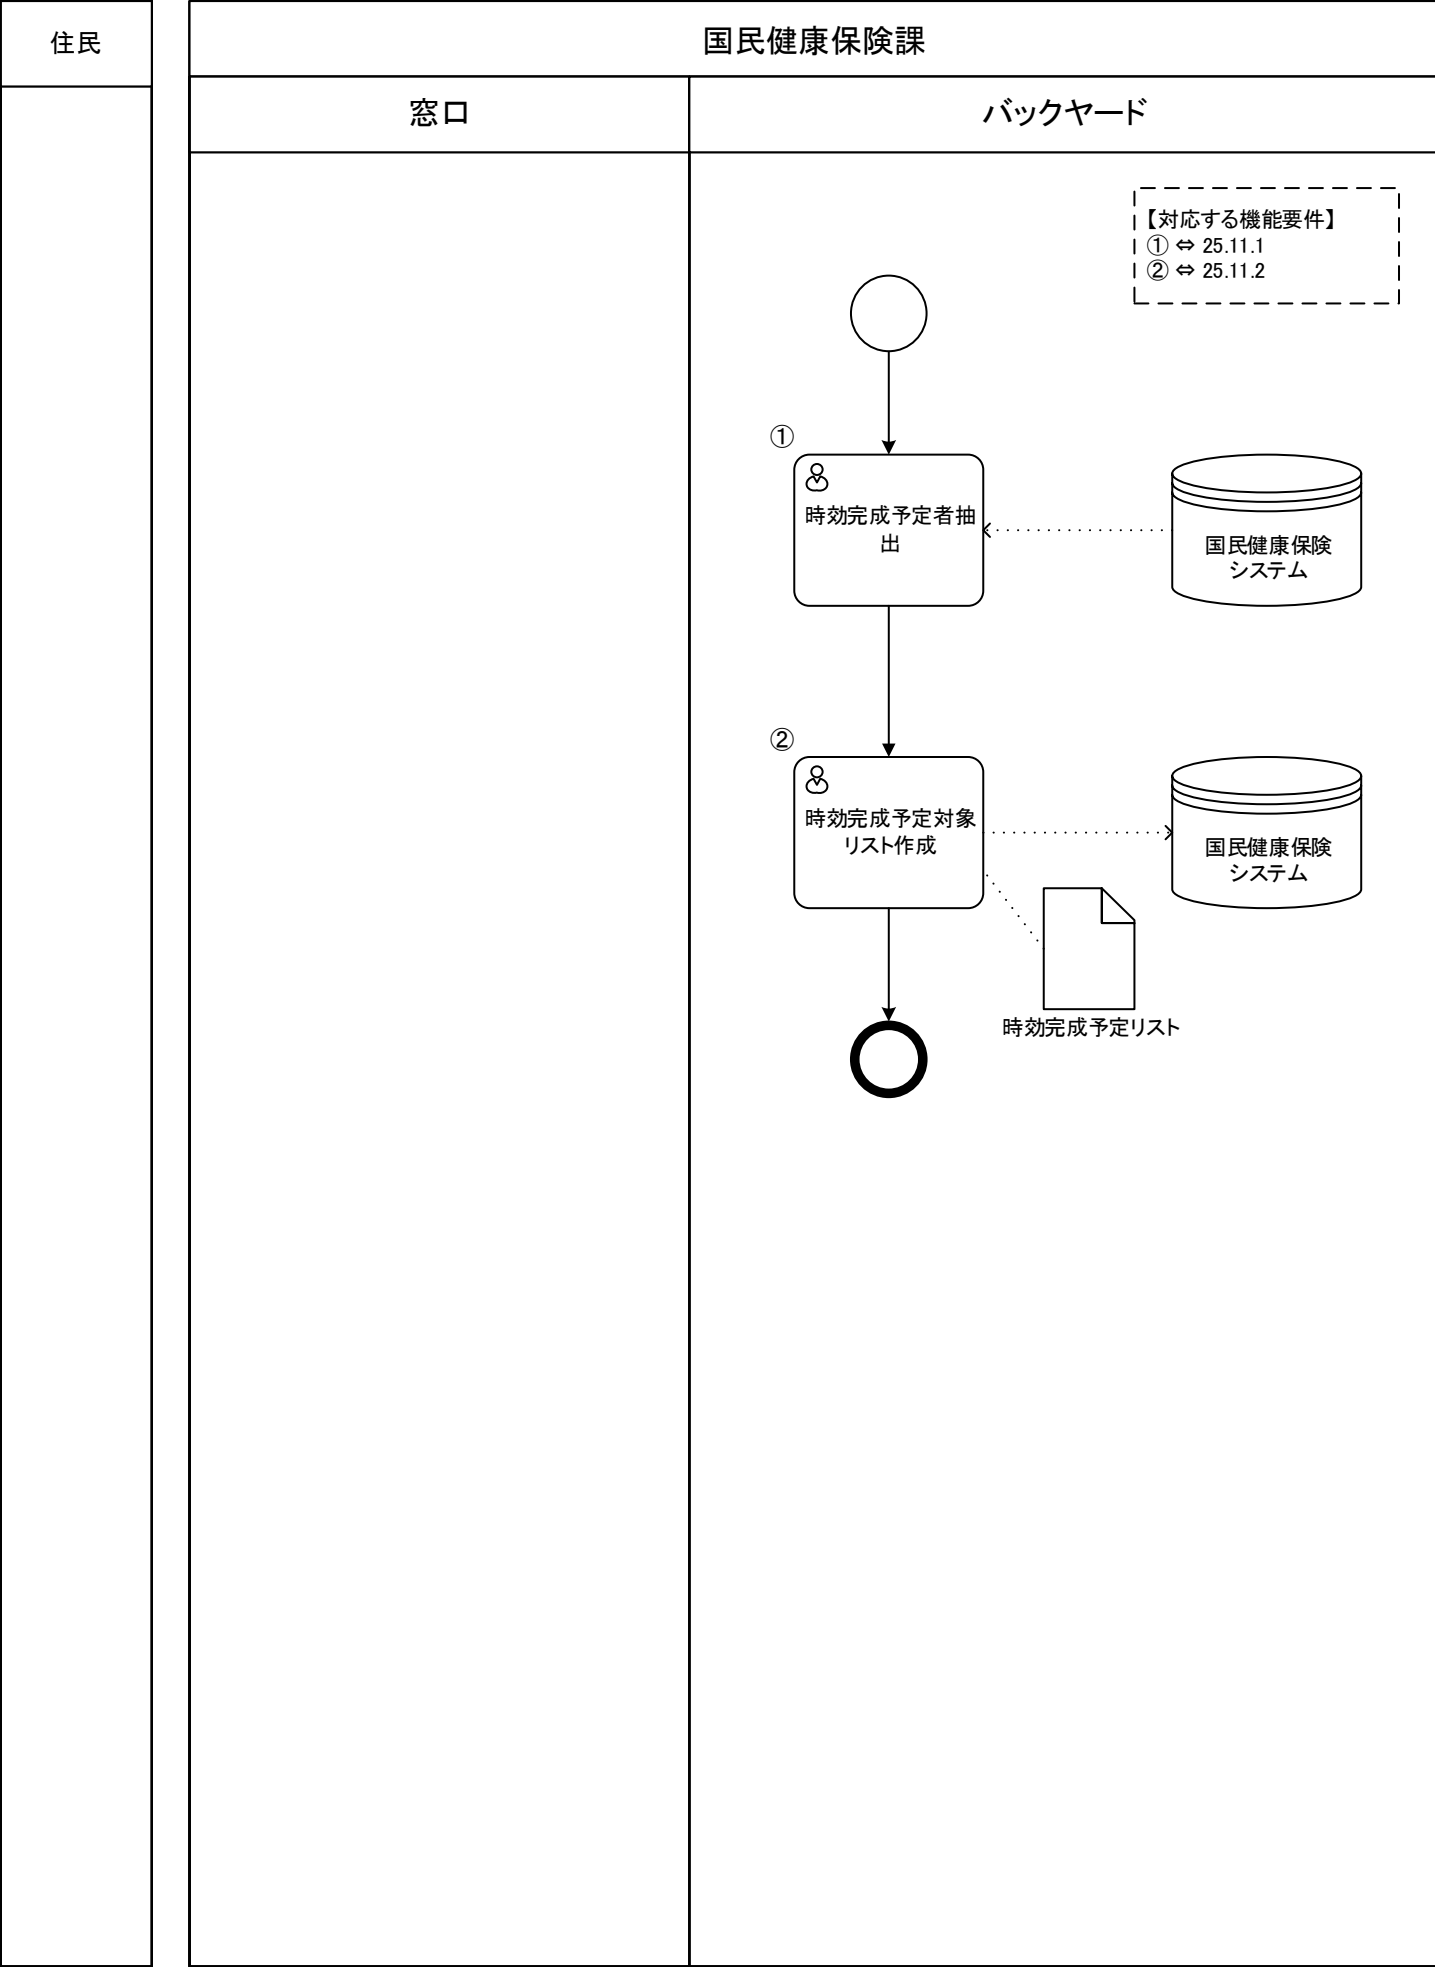 住民
国民健康保険課
窓口
バックヤード
【対応する機能要件】
① ⇔ 25.11.1
② ⇔ 25.11.2
①
時効完成予定者抽
出
国民健康保険
システム
②
時効完成予定対象
リスト作成
国民健康保険
システム
時効完成予定リスト